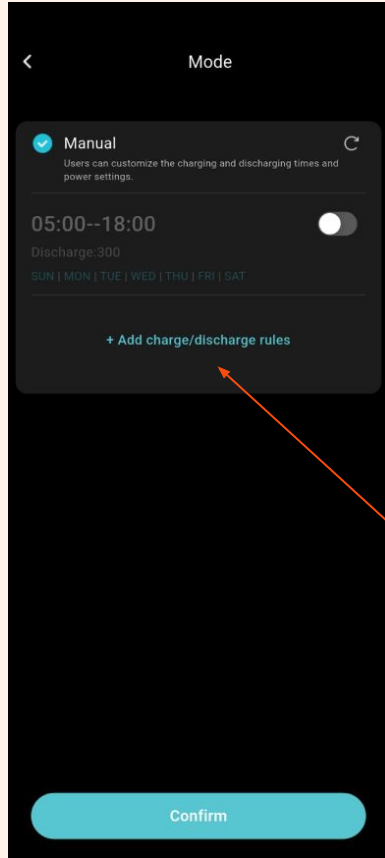 Mode
Manual
Users can customize the charging and discharging times and
power settings.
05:00--18:00
Discharge:300
SUN | MON | TUE | WED | THU | FRI | SAT
+ Add charge/discharge rules
Confirm